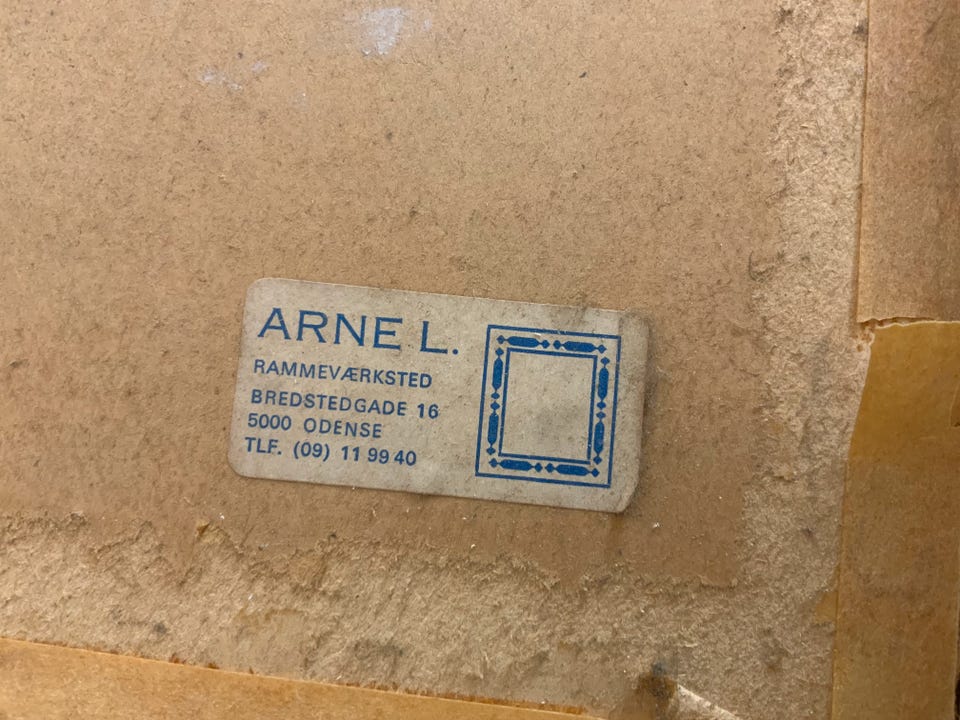 ARNE L.
RAMMEVÆRKSTED
BREDSTEDGADE 16
5000 ODENSE
TLF. (09) 11 99 40